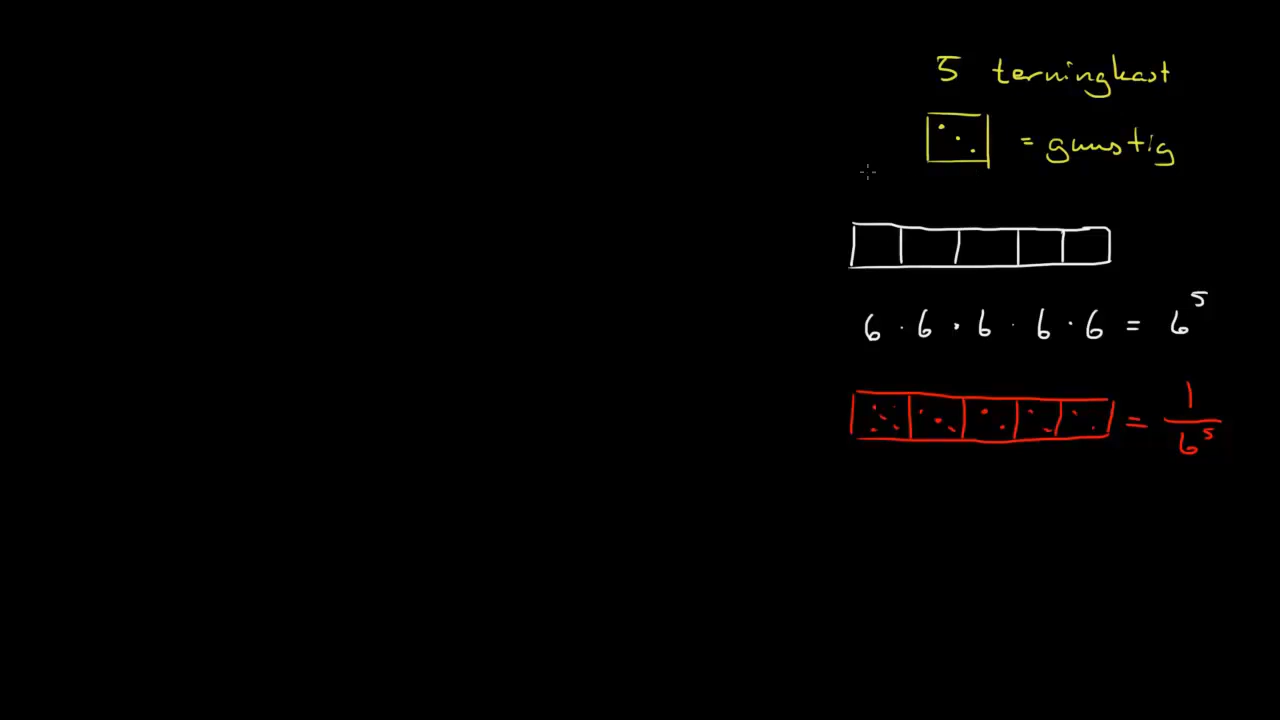 5 terningkast
= gunstig
6 · 6 · 6 · 6 · 6 = 6⁵
= 1/6⁵